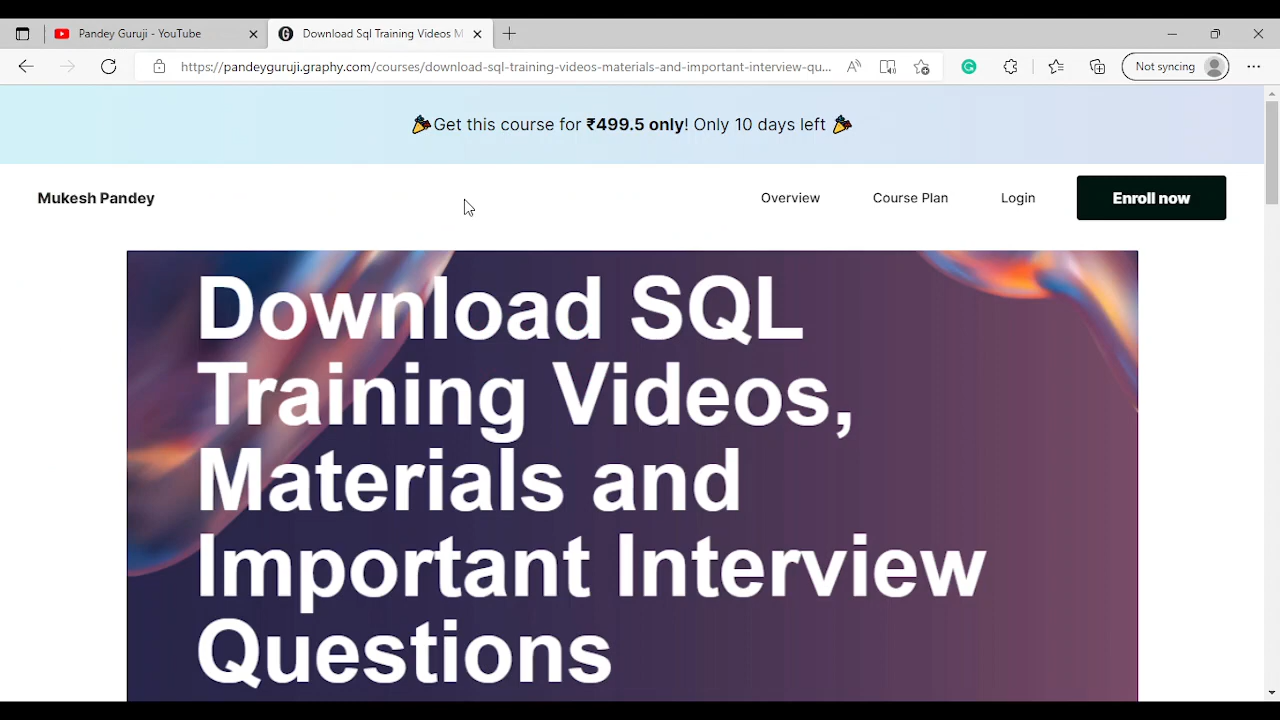 Pandey Guruji - YouTube
Download Sql Training Videos M
Not syncing
https://pandeyguruji.graphy.com/courses/download-sql-training-videos-materials-and-important-interview-qu...
🎉Get this course for ₹499.5 only! Only 10 days left 🎉
Mukesh Pandey
Overview
Course Plan
Login
Enroll now
Download SQL
Training Videos,
Materials and
Important Interview
Questions